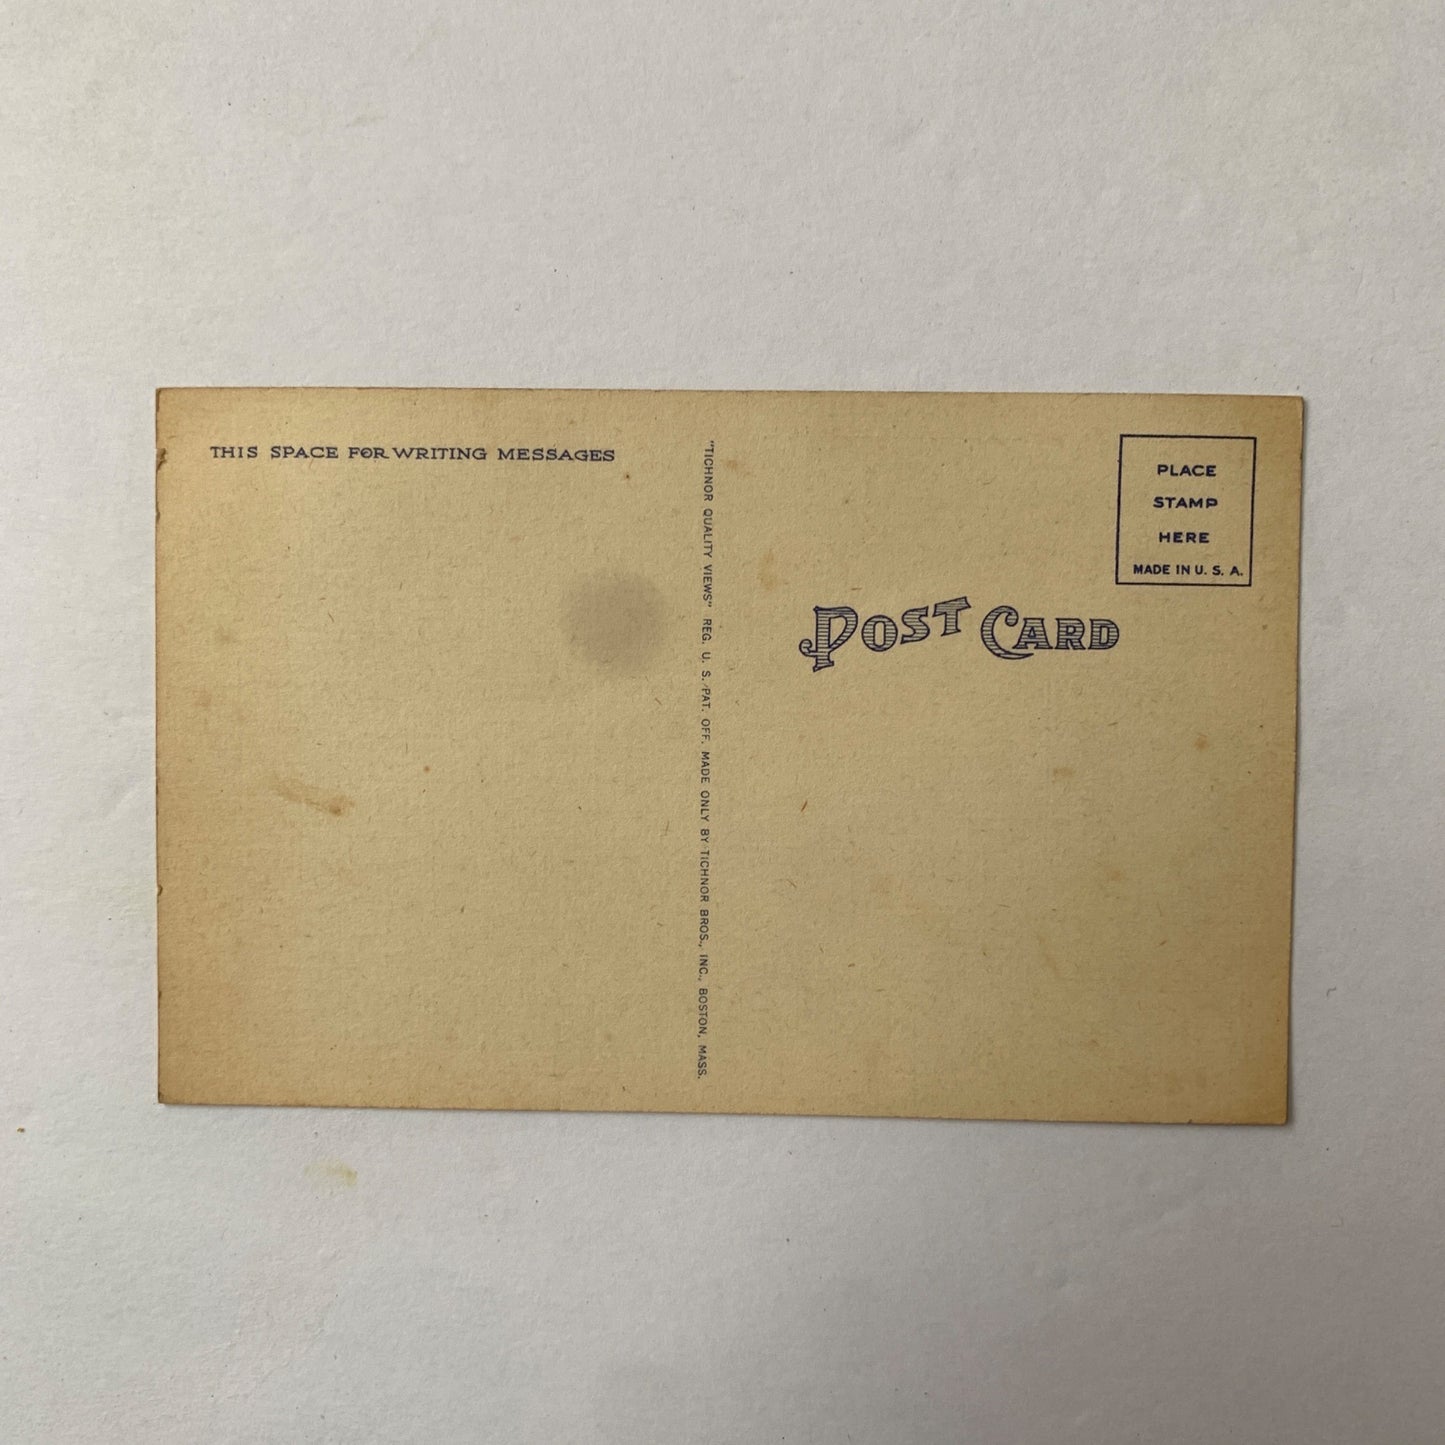 THIS SPACE FOR WRITING MESSAGES
"TICHNOR QUALITY VIEWS" REG. U. S. PAT. OFF. MADE ONLY BY TICHNOR BROS., INC., BOSTON, MASS.
PLACE
STAMP
HERE
MADE IN U. S. A.
POST CARD